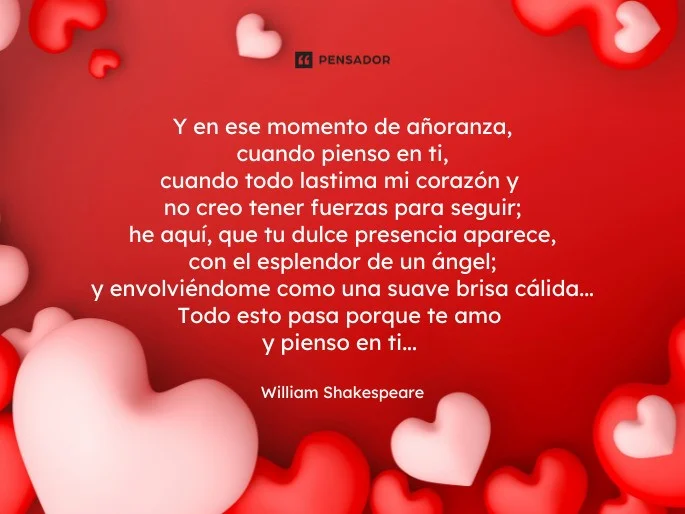 PENSADOR
Y en ese momento de añoranza,
cuando pienso en ti,
cuando todo lastima mi corazón y
no creo tener fuerzas para seguir;
he aquí, que tu dulce presencia aparece,
con el esplendor de un ángel;
y envolviéndome como una suave brisa cálida...
Todo esto pasa porque te amo
y pienso en ti...
William Shakespeare